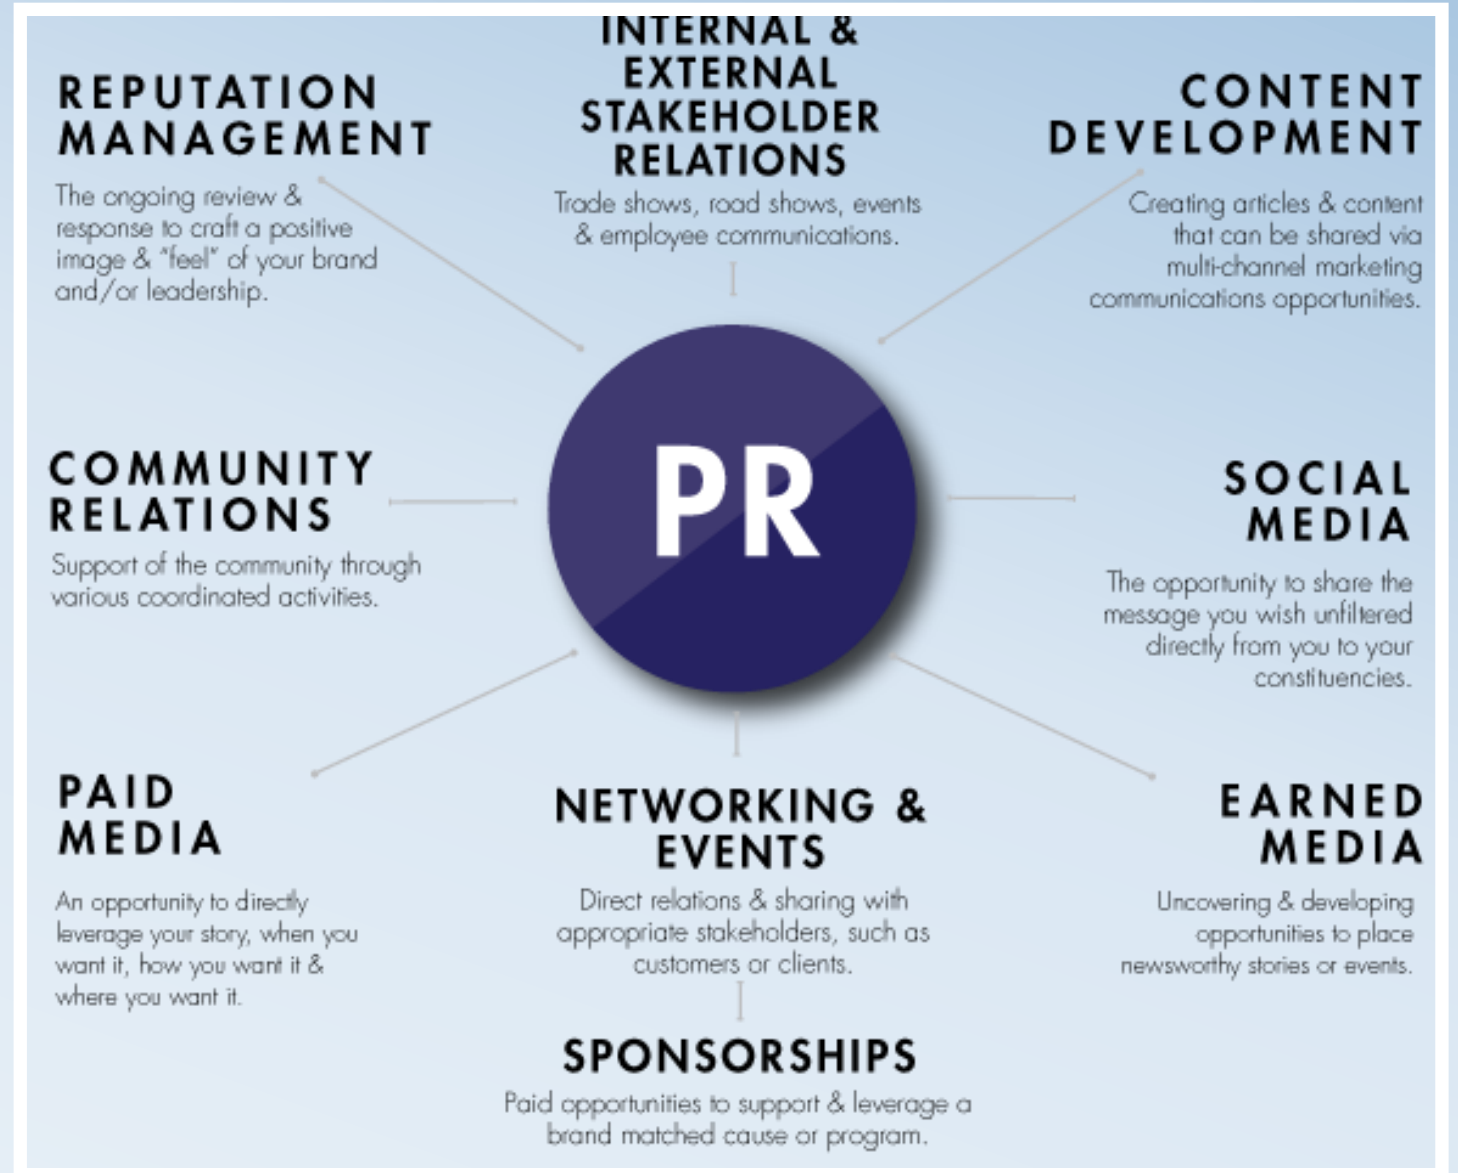 INTERNAL &
EXTERNAL
STAKEHOLDER
RELATIONS
Trade shows, road shows, events
& employee communications.
REPUTATION
MANAGEMENT
The ongoing review &
response to craft a positive
image & “feel” of your brand
and/or leadership.
CONTENT
DEVELOPMENT
Creating articles & content
that can be shared via
multi-channel marketing
communications opportunities.
COMMUNITY
RELATIONS
Support of the community through
various coordinated activities.
PR
SOCIAL
MEDIA
The opportunity to share the
message you wish unfiltered
directly from you to your
constituencies.
PAID
MEDIA
An opportunity to directly
leverage your story, when you
want it, how you want it &
where you want it.
NETWORKING &
EVENTS
Direct relations & sharing with
appropriate stakeholders, such as
customers or clients.
EARNED
MEDIA
Uncovering & developing
opportunities to place
newsworthy stories or events.
SPONSORSHIPS
Paid opportunities to support & leverage a
brand matched cause or program.